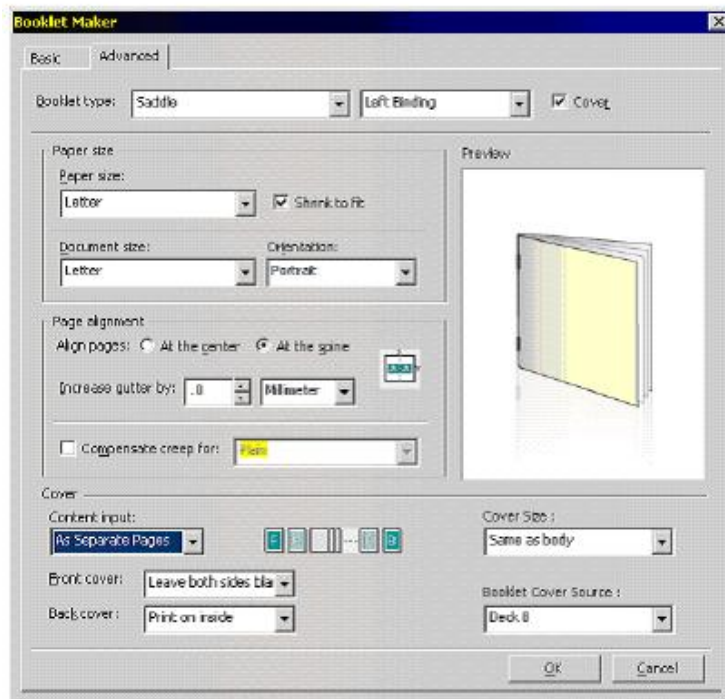 Booklet Maker
Basic
Advanced
Booklet type: Saddle Left Binding Cover
Paper size
Preview
Paper size:
Letter Shrink to fit
Document size: Orientation:
Letter Portrait
Page alignment
Align pages: At the center At the spine
Increase gutter by: .0 Millimeter
Compensate creep for: Plain
Cover
Content input: Cover Size :
As Separate Pages Same as body
Front cover: Leave both sides bla
Booklet Cover Source :
Back cover: Print on inside Deck 8
OK Cancel